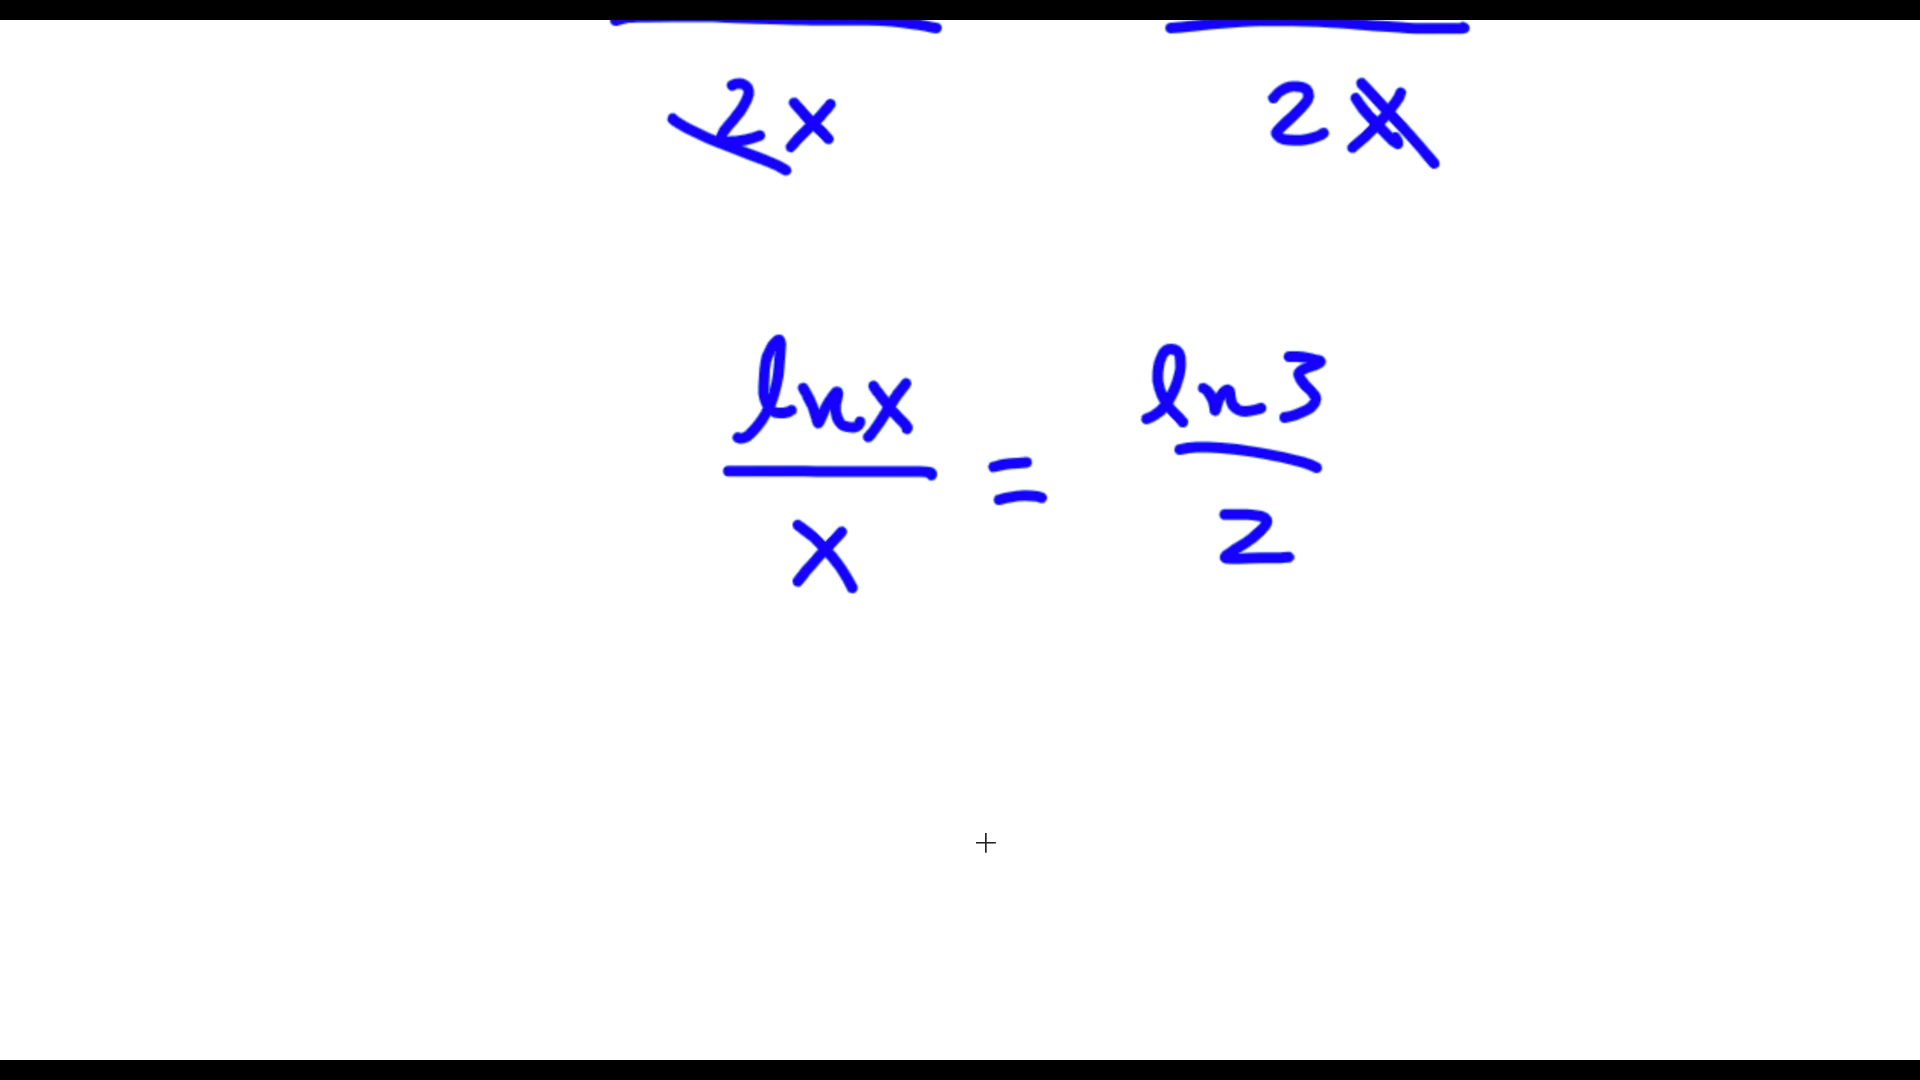 2x 2x
ln x / x = ln 3 / 2